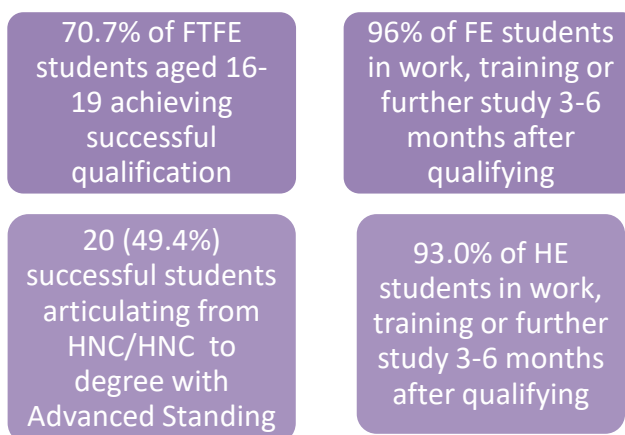 70.7% of FTFE
students aged 16-
19 achieving
successful
qualification
96% of FE students
in work, training or
further study 3-6
months after
qualifying
20 (49.4%)
successful students
articulating from
HNC/HNC to
degree with
Advanced Standing
93.0% of HE
students in work,
training or further
study 3-6 months
after qualifying